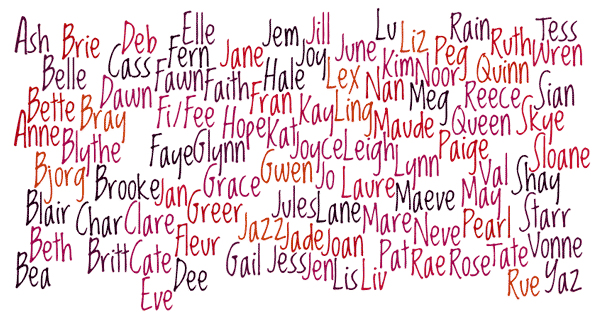 Ash Brie Deb Elle Fern Jem Jill Lu Liz Rain Ruth Tess
Belle Cass Fawn Jane Joy June Kim Peg Noor Quinn Wren
Bette Bray Dawn Fi/Fee Faith Hale Fran Lex Nan Meg Reece Sian
Anne Blythe Hope Kat Kay Ling Maude Queen Skye
Bjorg Faye Glynn Gwen Joyce Leigh Lynn Paige Sloane
Brooke Jan Grace Jo Laure Maeve May Val Shay
Blair Char Clare Greer Jules Lane Mare Neve Pearl Starr
Beth Britt Cate Fleur Jazz Jade Joan Pat Rae Rose Tate Vonne
Bea Eve Dee Gail Jess Jen Lis Liv Rue Yaz